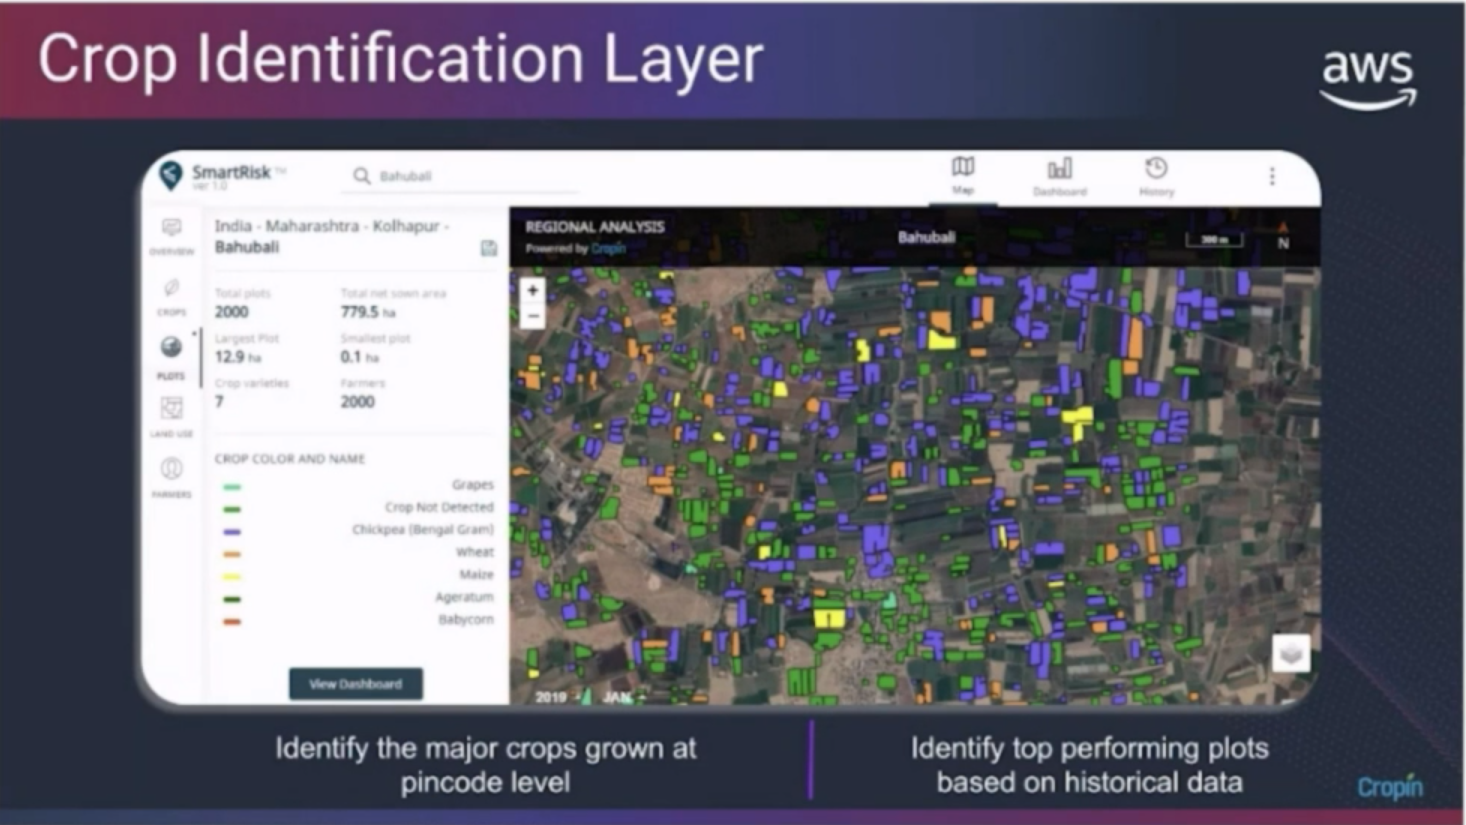 Crop Identification Layer
aws
SmartRisk™
ver 1.0
Bahubali
Map
Dashboard
History
OVERVIEW
CROPS
PLOTS
LAND USE
FARMERS
India - Maharashtra - Kolhapur -
Bahubali
Total plots
2000
Total net sown area
779.5 ha
Largest Plot
12.9 ha
Smallest plot
0.1 ha
Crop varieties
7
Farmers
2000
CROP COLOR AND NAME
Grapes
Crop Not Detected
Chickpea (Bengal Gram)
Wheat
Maize
Ageratum
Babycorn
View Dashboard
REGIONAL ANALYSIS
Powered by Cropin
Bahubali
300 m
N
+
−
2019
JAN
Identify the major crops grown at
pincode level
Identify top performing plots
based on historical data
Cropin